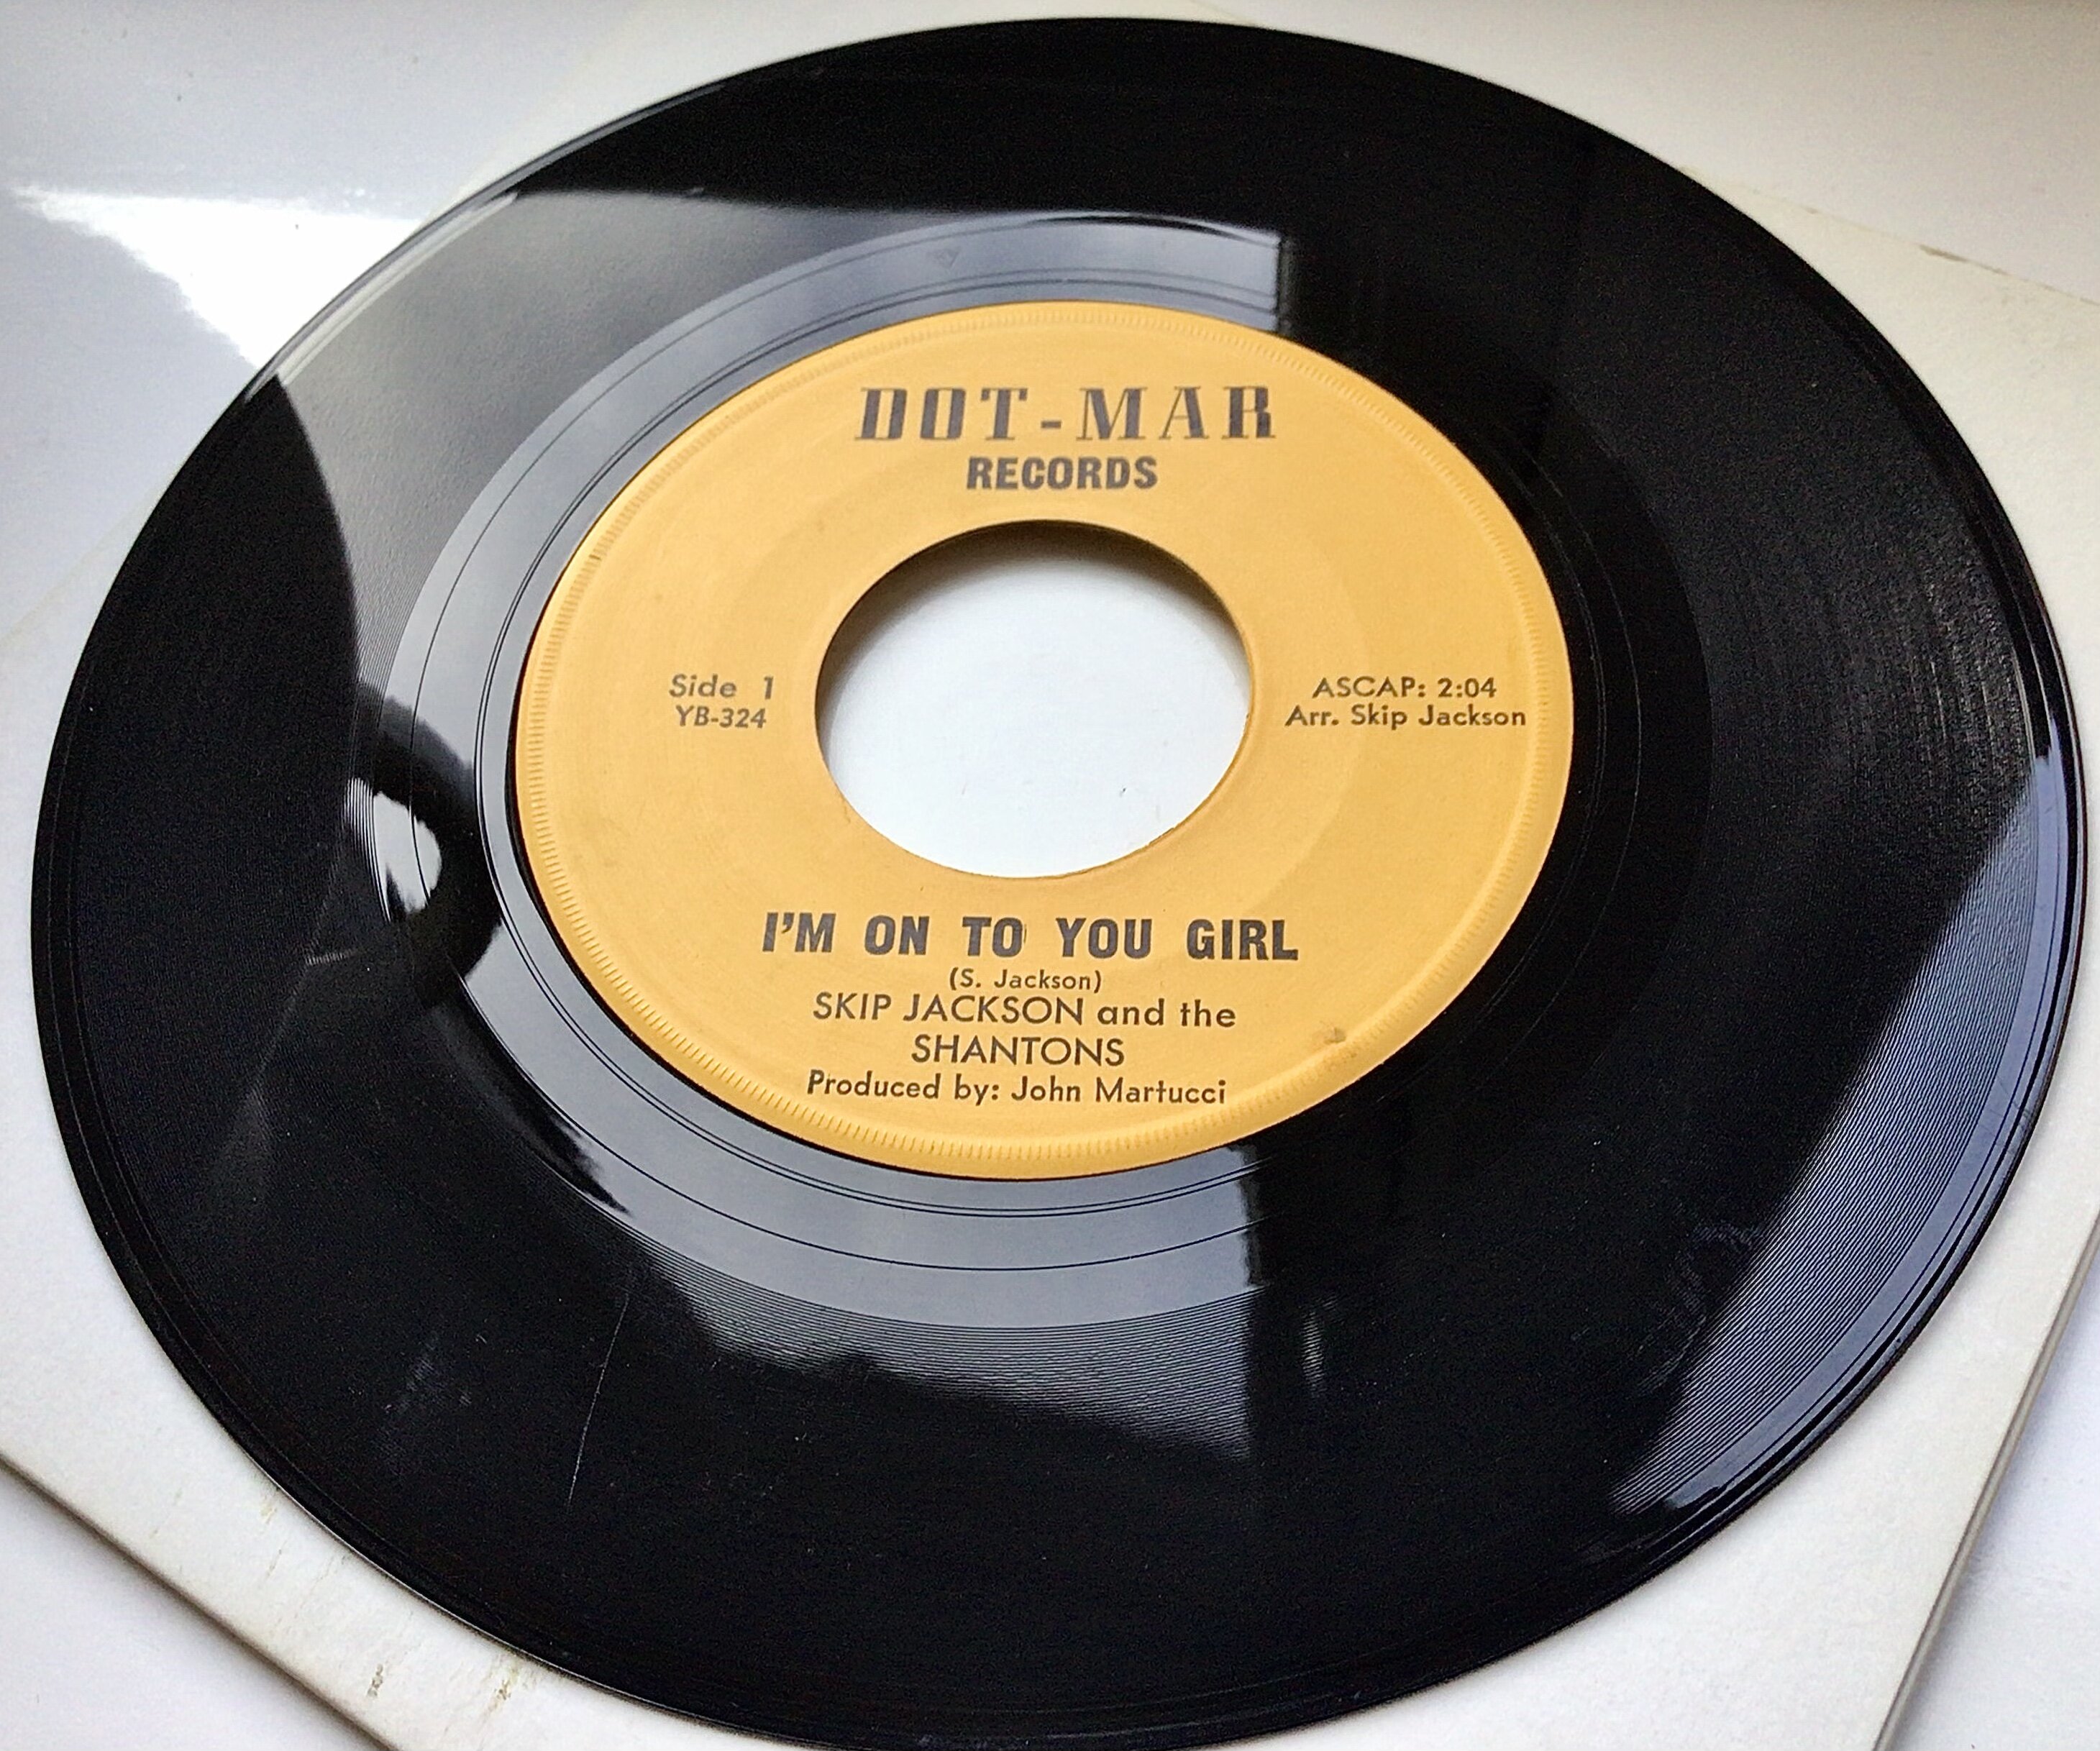 DOT-MAR
RECORDS
Side 1
YB-324
ASCAP: 2:04
Arr. Skip Jackson
I'M ON TO YOU GIRL
(S. Jackson)
SKIP JACKSON and the
SHANTONS
Produced by: John Martucci